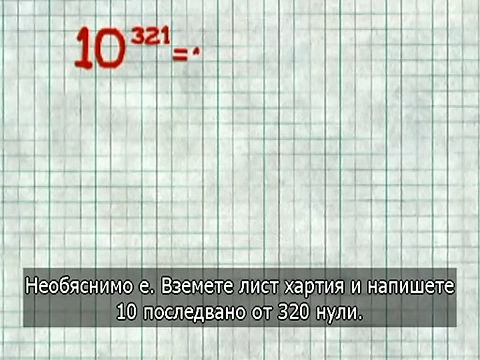 10³²¹=
Необяснимо е. Вземете лист хартия и напишете
10 последвано от 320 нули.